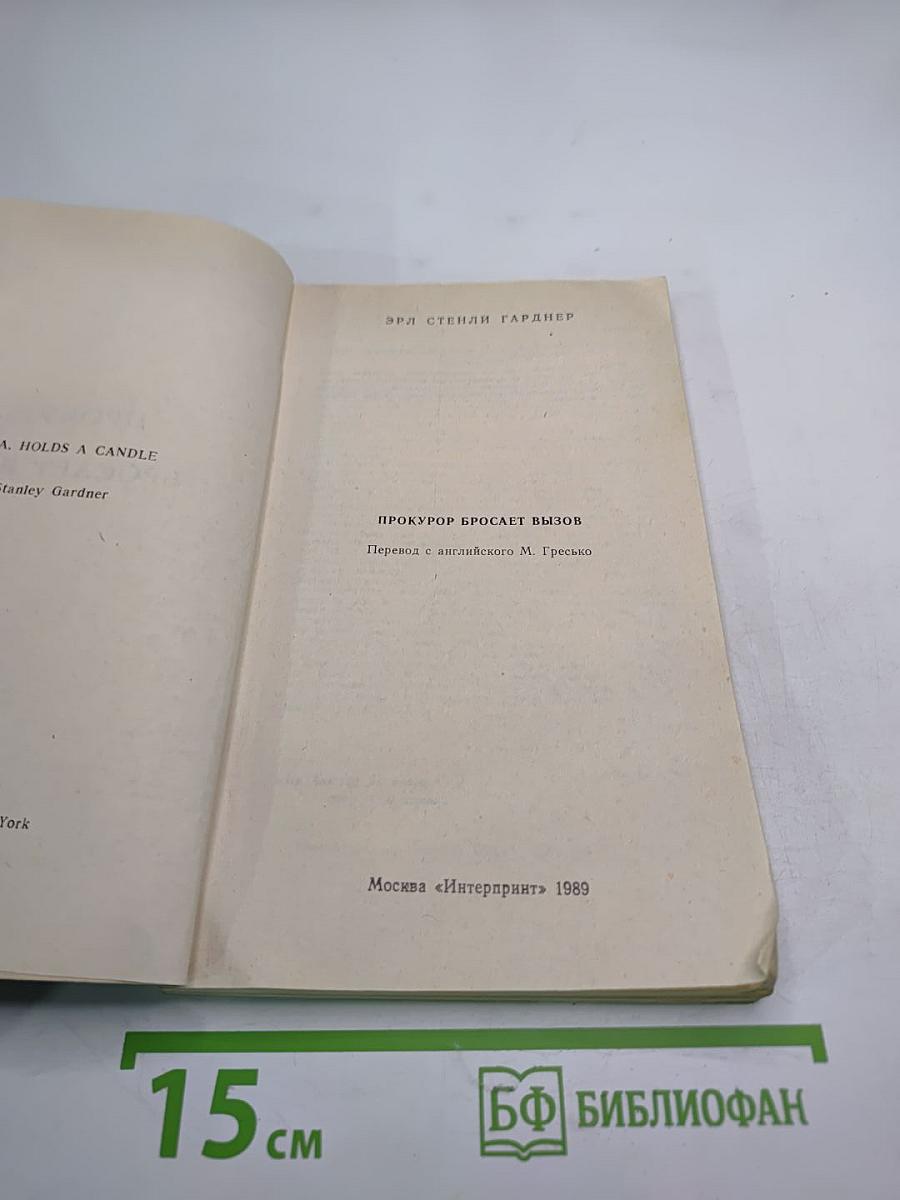 A. HOLDS A CANDLE
Stanley Gardner
York
ЭРЛ СТЕНЛИ ГАРДНЕР
ПРОКУРОР БРОСАЕТ ВЫЗОВ
Перевод с английского М. Гресько
Москва «Интерпринт» 1989
15 см
БФ БИБЛИОФАН